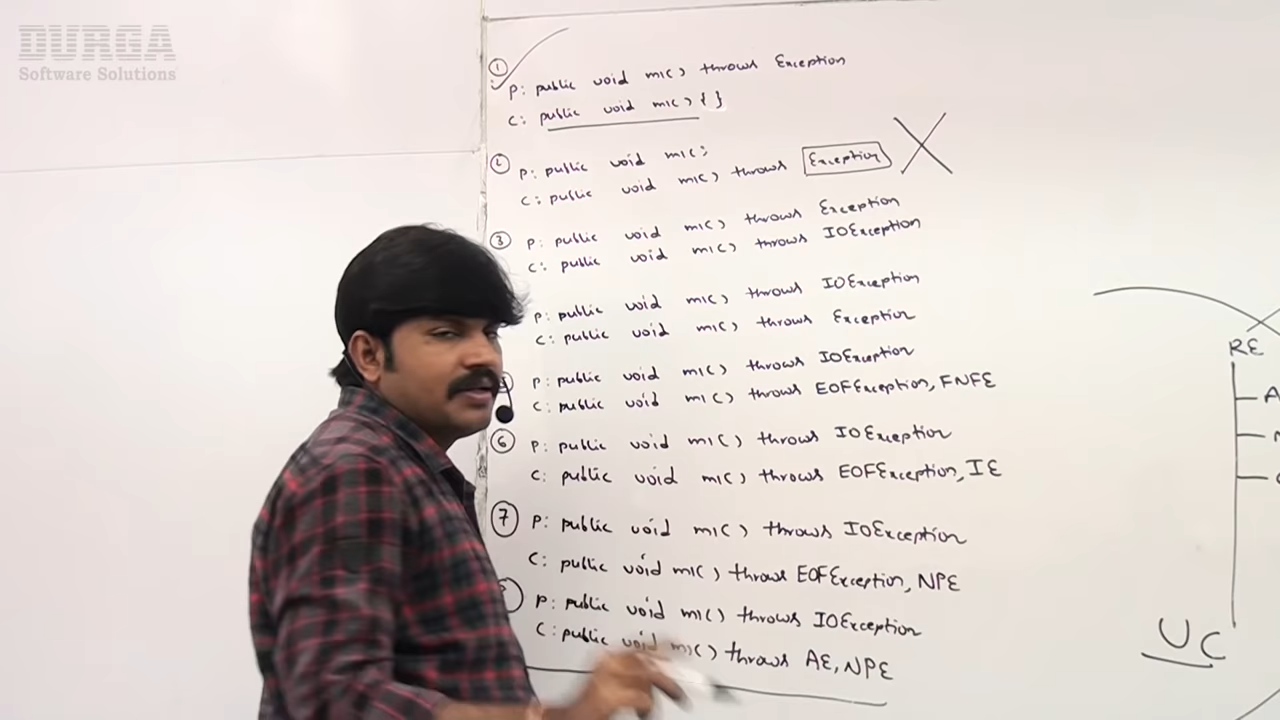 DURGA
Software Solutions
①
P: public void m1() throws Exception
C: public void m1() { }
②
P: public void m1();
C: public void m1() throws Exception
③
P: public void m1() throws Exception
C: public void m1() throws IOException
P: public void m1() throws IOException
C: public void m1() throws Exception
P: public void m1() throws IOException
C: public void m1() throws EOFException, FNFE
⑥
P: public void m1() throws IOException
C: public void m1() throws EOFException, IE
⑦
P: public void m1() throws IOException
C: public void m1() throws EOFException, NPE
P: public void m1() throws IOException
C: public void m1() throws AE, NPE
RE
A
UC